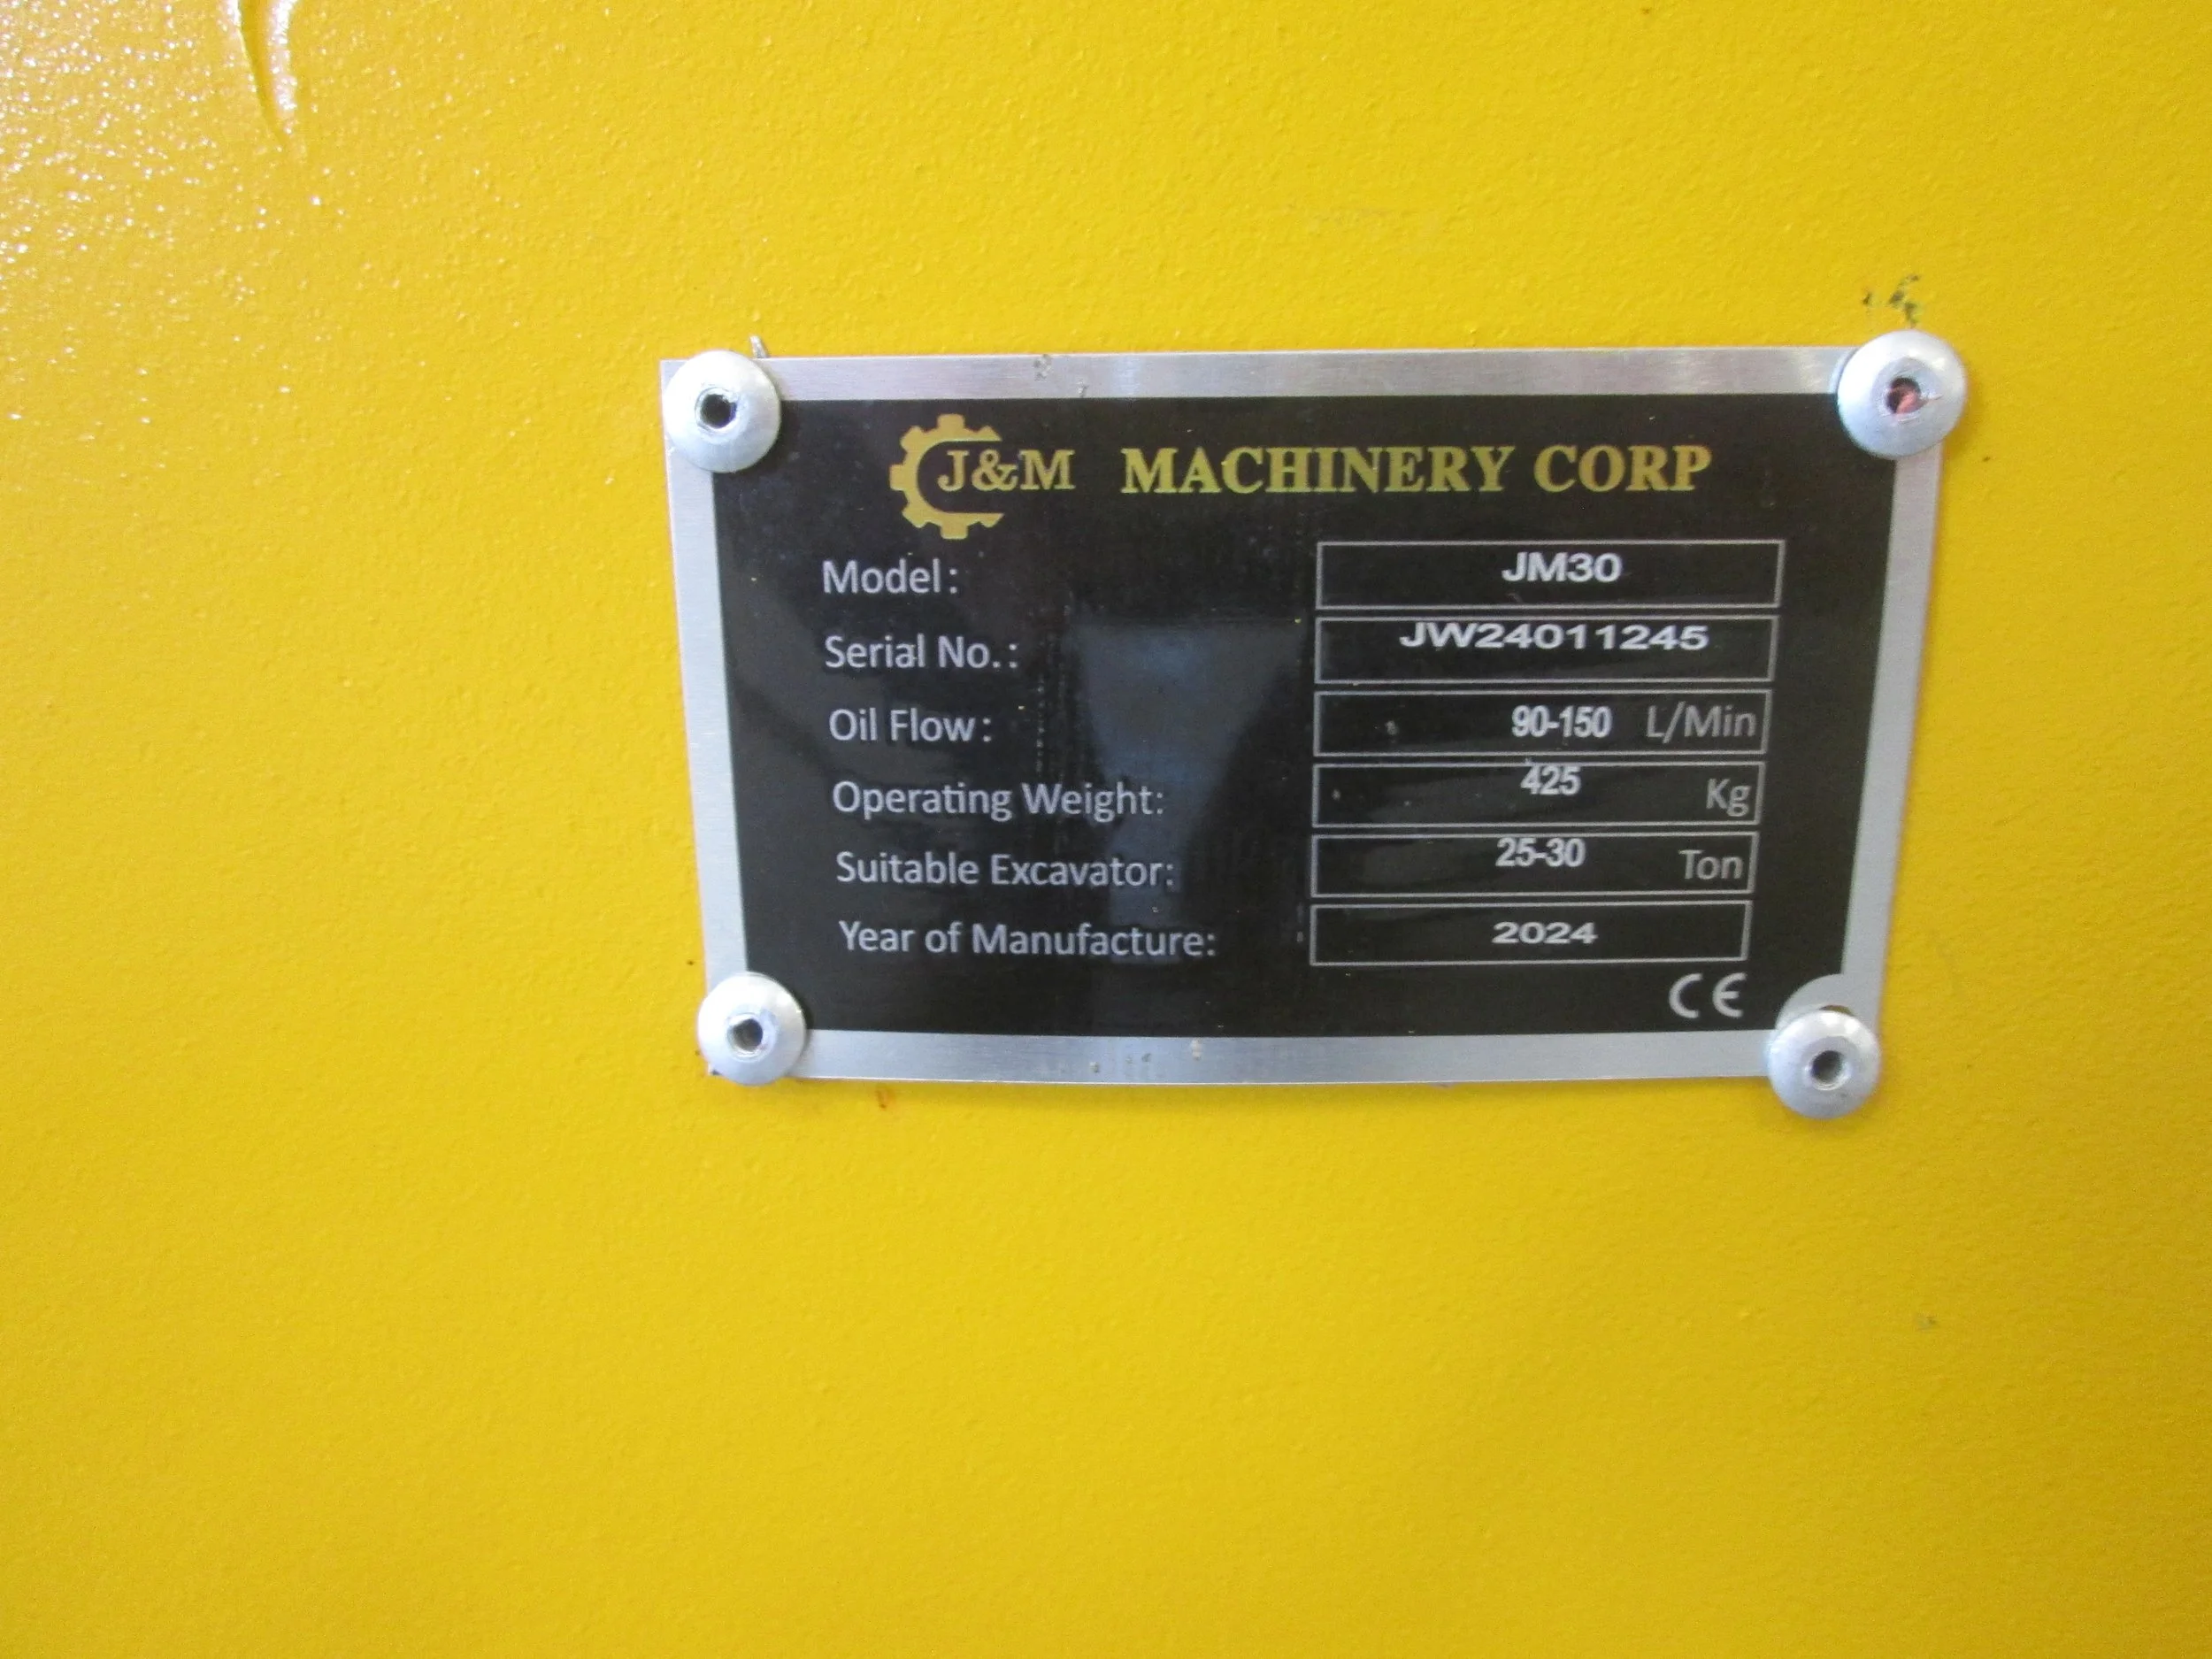 J&M MACHINERY CORP
Model: JM30
Serial No.: JW24011245
Oil Flow: 90-150 L/Min
Operating Weight: 425 Kg
Suitable Excavator: 25-30 Ton
Year of Manufacture: 2024
CE